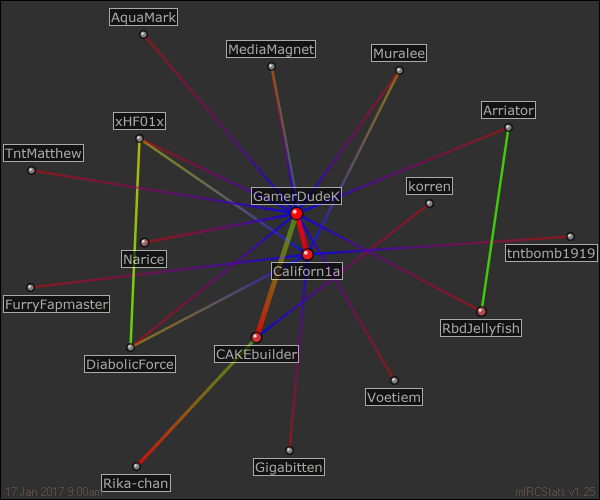 AquaMark
MediaMagnet
Muralee
Arriator
xHF01x
TntMatthew
korren
GamerDudeK
tntbomb1919
Narice
Californ1a
FurryFapmaster
RbdJellyfish
CAKEbuilder
DiabolicForce
Voetiem
Gigabitten
Rika-chan
17 Jan 2017 9:00am
mIRCStats v1.25